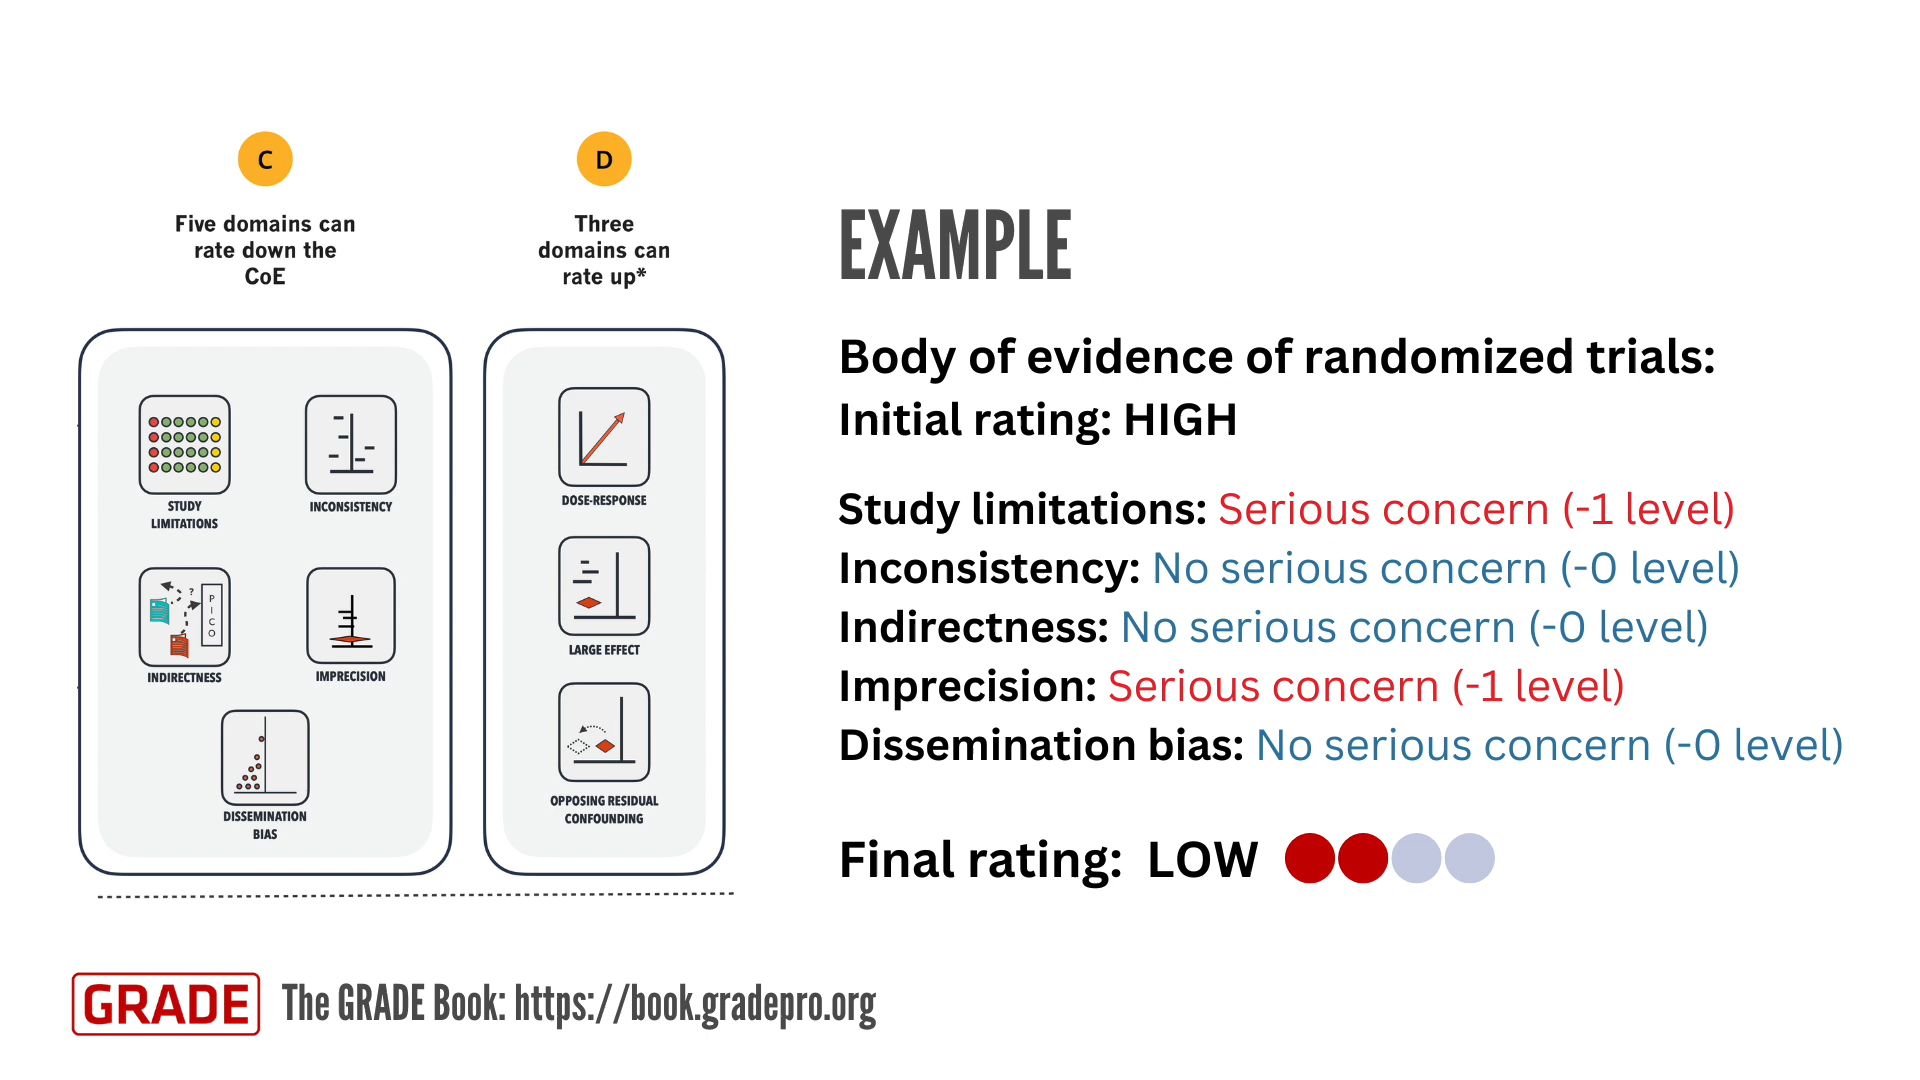 C
Five domains can
rate down the
CoE
STUDY
LIMITATIONS
INCONSISTENCY
?
P
I
C
O
INDIRECTNESS
IMPRECISION
DISSEMINATION
BIAS
D
Three
domains can
rate up*
DOSE-RESPONSE
LARGE EFFECT
OPPOSING RESIDUAL
CONFOUNDING
EXAMPLE
Body of evidence of randomized trials:
Initial rating: HIGH
Study limitations: Serious concern (-1 level)
Inconsistency: No serious concern (-0 level)
Indirectness: No serious concern (-0 level)
Imprecision: Serious concern (-1 level)
Dissemination bias: No serious concern (-0 level)
Final rating: LOW
GRADE The GRADE Book: https://book.gradepro.org